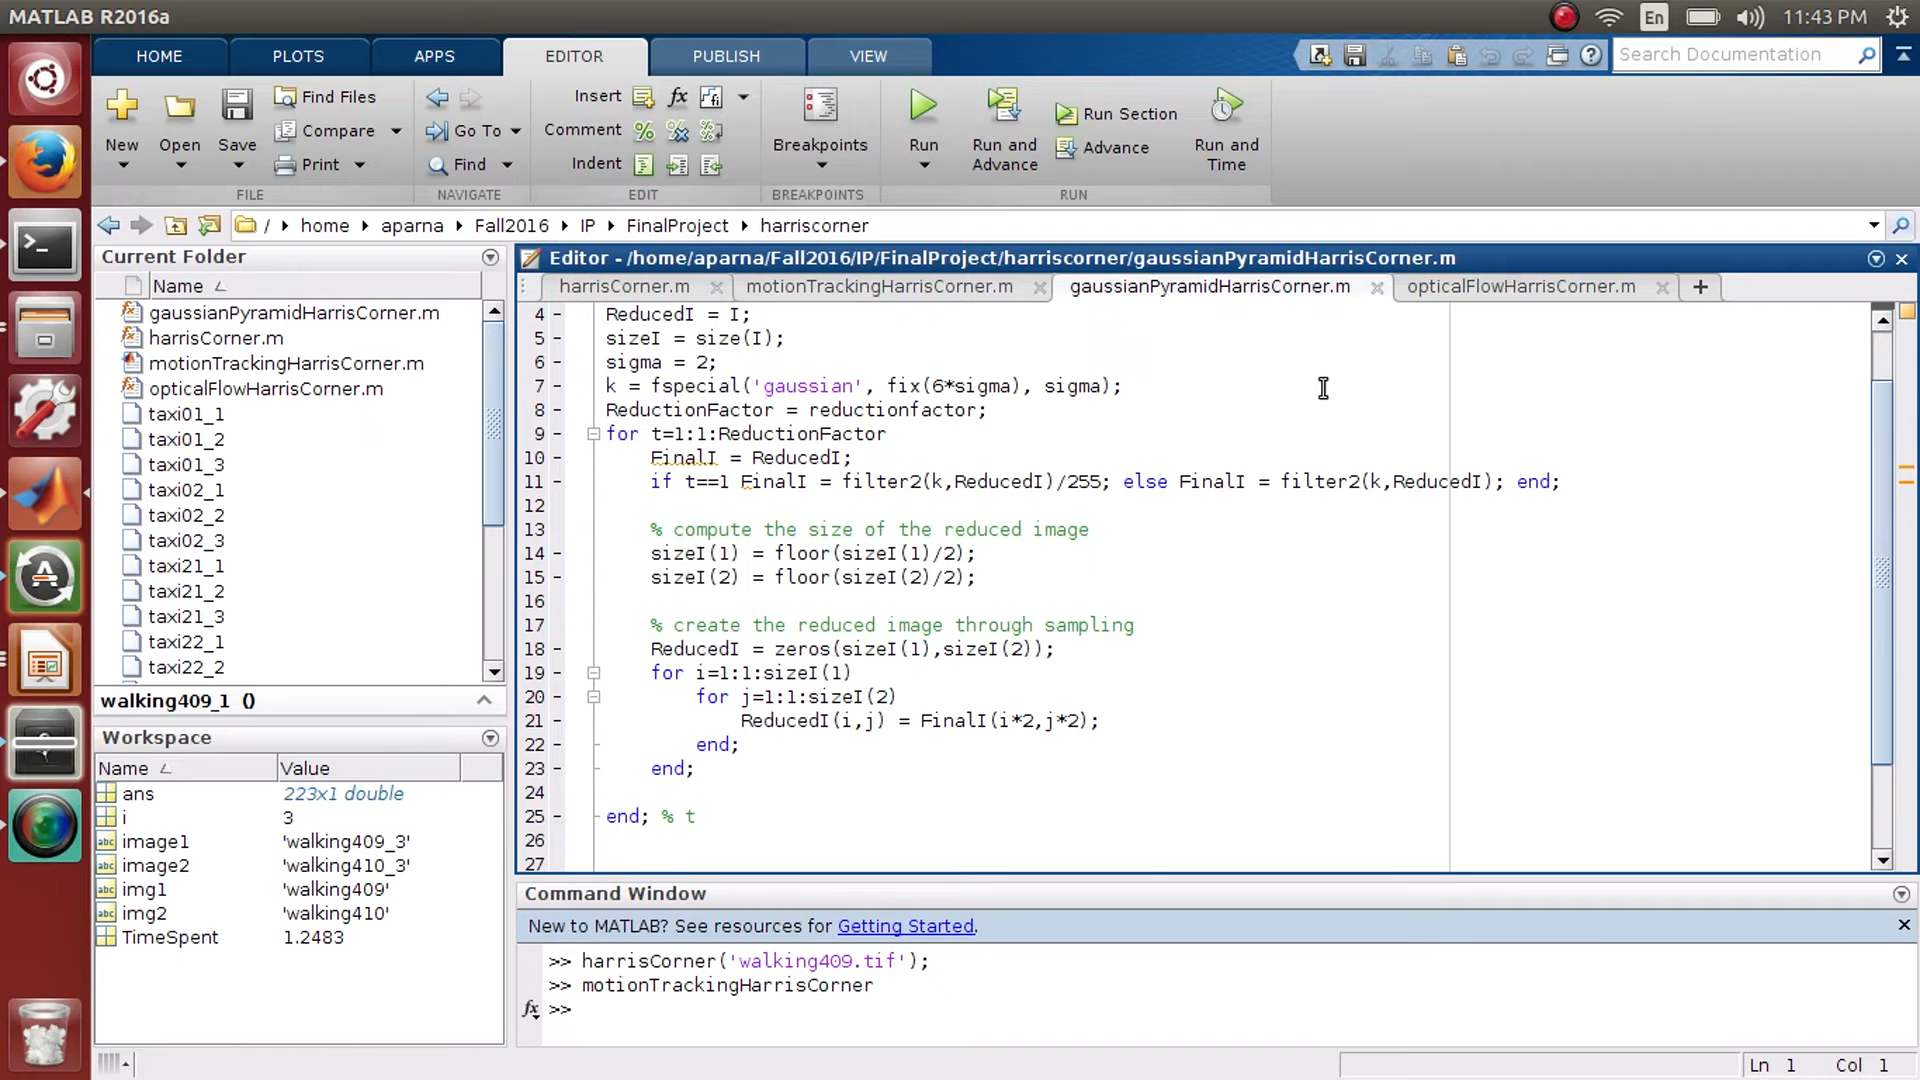 MATLAB R2016a
En
11:43 PM
HOME
PLOTS
APPS
EDITOR
PUBLISH
VIEW
Search Documentation
New
Open
Save
Find Files
Compare
Print
FILE
Go To
Find
NAVIGATE
Insert
fx
Comment
Indent
EDIT
Breakpoints
BREAKPOINTS
Run
Run and Advance
Run Section
Advance
Run and Time
RUN
/ home aparna Fall2016 IP FinalProject harriscorner
Current Folder
Name
gaussianPyramidHarrisCorner.m
harrisCorner.m
motionTrackingHarrisCorner.m
opticalFlowHarrisCorner.m
taxi01_1
taxi01_2
taxi01_3
taxi02_1
taxi02_2
taxi02_3
taxi21_1
taxi21_2
taxi21_3
taxi22_1
taxi22_2
walking409_1 ()
Workspace
Name Value
ans 223x1 double
i 3
image1 'walking409_3'
image2 'walking410_3'
img1 'walking409'
img2 'walking410'
TimeSpent 1.2483
Editor - /home/aparna/Fall2016/IP/FinalProject/harriscorner/gaussianPyramidHarrisCorner.m
harrisCorner.m
motionTrackingHarrisCorner.m
gaussianPyramidHarrisCorner.m
opticalFlowHarrisCorner.m
4 - ReducedI = I;
5 - sizeI = size(I);
6 - sigma = 2;
7 - k = fspecial('gaussian', fix(6*sigma), sigma);
8 - ReductionFactor = reductionfactor;
9 - for t=1:1:ReductionFactor
10 - FinalI = ReducedI;
11 - if t==1 FinalI = filter2(k,ReducedI)/255; else FinalI = filter2(k,ReducedI); end;
12
13 % compute the size of the reduced image
14 - sizeI(1) = floor(sizeI(1)/2);
15 - sizeI(2) = floor(sizeI(2)/2);
16
17 % create the reduced image through sampling
18 - ReducedI = zeros(sizeI(1),sizeI(2));
19 - for i=1:1:sizeI(1)
20 - for j=1:1:sizeI(2)
21 - ReducedI(i,j) = FinalI(i*2,j*2);
22 - end;
23 - end;
24
25 - end; % t
26
27
Command Window
New to MATLAB? See resources for Getting Started.
>> harrisCorner('walking409.tif');
>> motionTrackingHarrisCorner
fx >>
Ln 1 Col 1